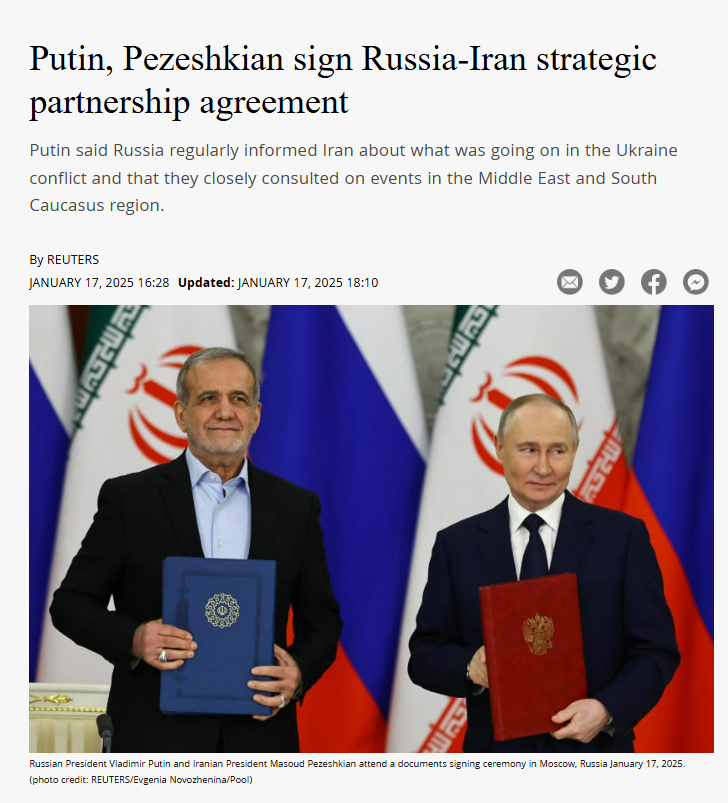 Putin, Pezeshkian sign Russia-Iran strategic
partnership agreement
Putin said Russia regularly informed Iran about what was going on in the Ukraine
conflict and that they closely consulted on events in the Middle East and South
Caucasus region.
By REUTERS
JANUARY 17, 2025 16:28 Updated: JANUARY 17, 2025 18:10
Russian President Vladimir Putin and Iranian President Masoud Pezeshkian attend a documents signing ceremony in Moscow, Russia January 17, 2025.
(photo credit: REUTERS/Evgenia Novozhenina/Pool)